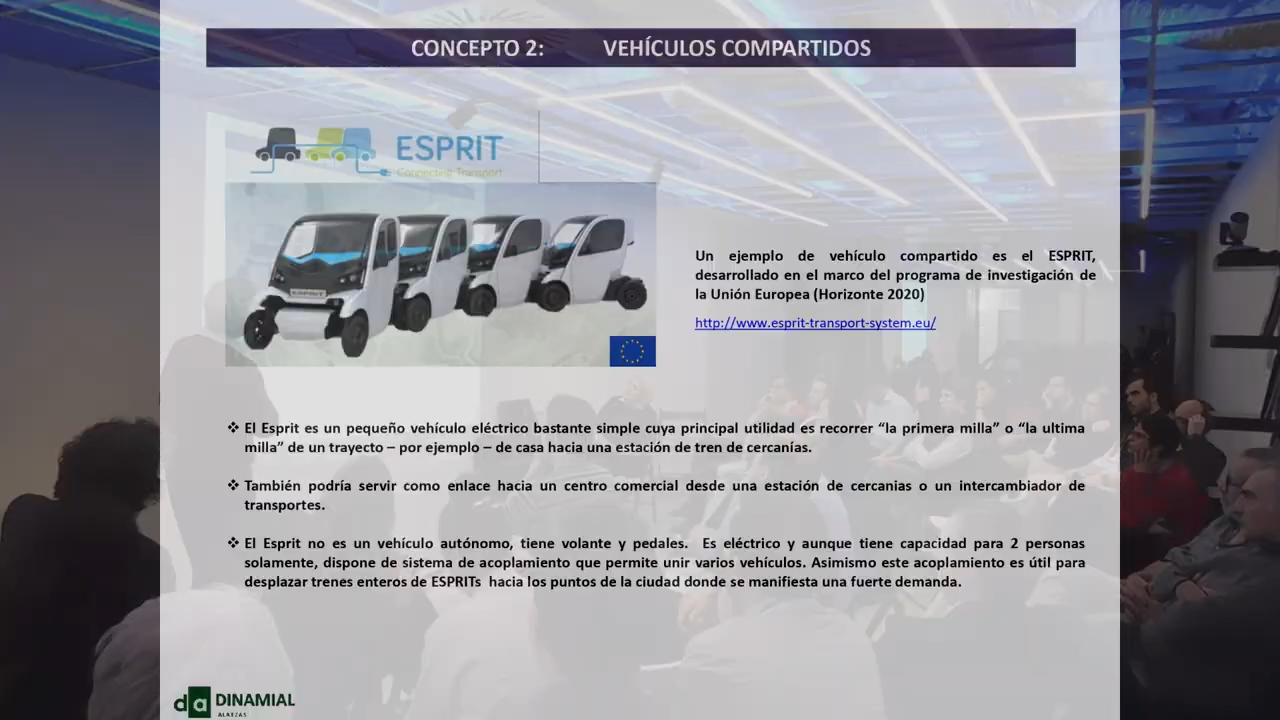 CONCEPTO 2: VEHÍCULOS COMPARTIDOS
ESPRIT
Connecting Transport
ESPRIT
Un ejemplo de vehículo compartido es el ESPRIT,
desarrollado en el marco del programa de investigación de
la Unión Europea (Horizonte 2020)
http://www.esprit-transport-system.eu/
❖ El Esprit es un pequeño vehículo eléctrico bastante simple cuya principal utilidad es recorrer “la primera milla” o “la ultima
milla” de un trayecto – por ejemplo – de casa hacia una estación de tren de cercanías.
❖ También podría servir como enlace hacia un centro comercial desde una estación de cercanias o un intercambiador de
transportes.
❖ El Esprit no es un vehículo autónomo, tiene volante y pedales. Es eléctrico y aunque tiene capacidad para 2 personas
solamente, dispone de sistema de acoplamiento que permite unir varios vehículos. Asimismo este acoplamiento es útil para
desplazar trenes enteros de ESPRITs hacia los puntos de la ciudad donde se manifiesta una fuerte demanda.
da DINAMIAL